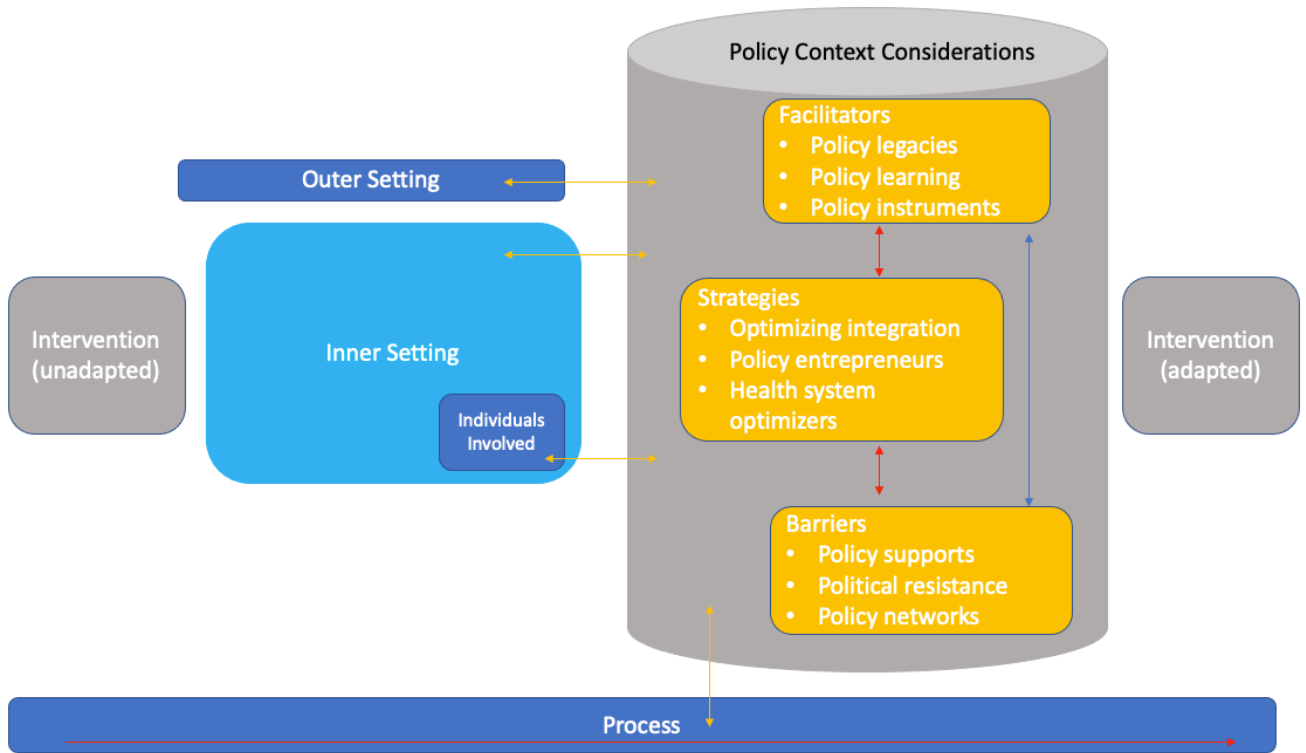 Policy Context Considerations
Facilitators
• Policy legacies
• Policy learning
• Policy instruments
Outer Setting
Strategies
• Optimizing integration
• Policy entrepreneurs
• Health system
optimizers
Intervention
(unadapted)
Inner Setting
Intervention
(adapted)
Individuals
Involved
Barriers
• Policy supports
• Political resistance
• Policy networks
Process